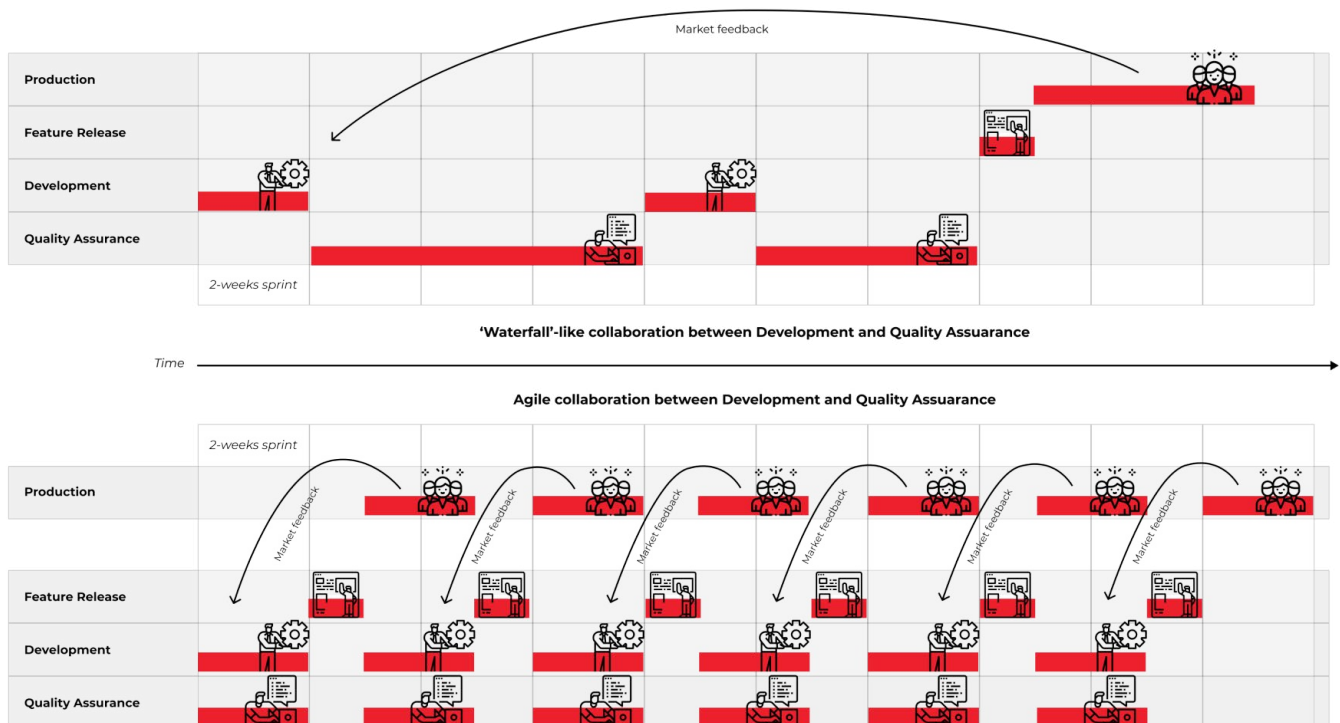 Market feedback
Production
Feature Release
Development
Quality Assurance
2-weeks sprint
‘Waterfall’-like collaboration between Development and Quality Assuarance
Time
Agile collaboration between Development and Quality Assuarance
2-weeks sprint
Production
Market feedback
Market feedback
Market feedback
Market feedback
Market feedback
Market feedback
Feature Release
Development
Quality Assurance